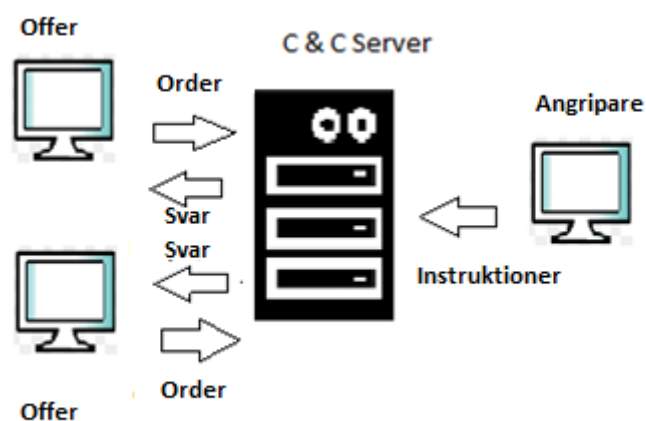 Offer
C & C Server
Order
Angripare
Svar
Svar
Instruktioner
Order
Offer